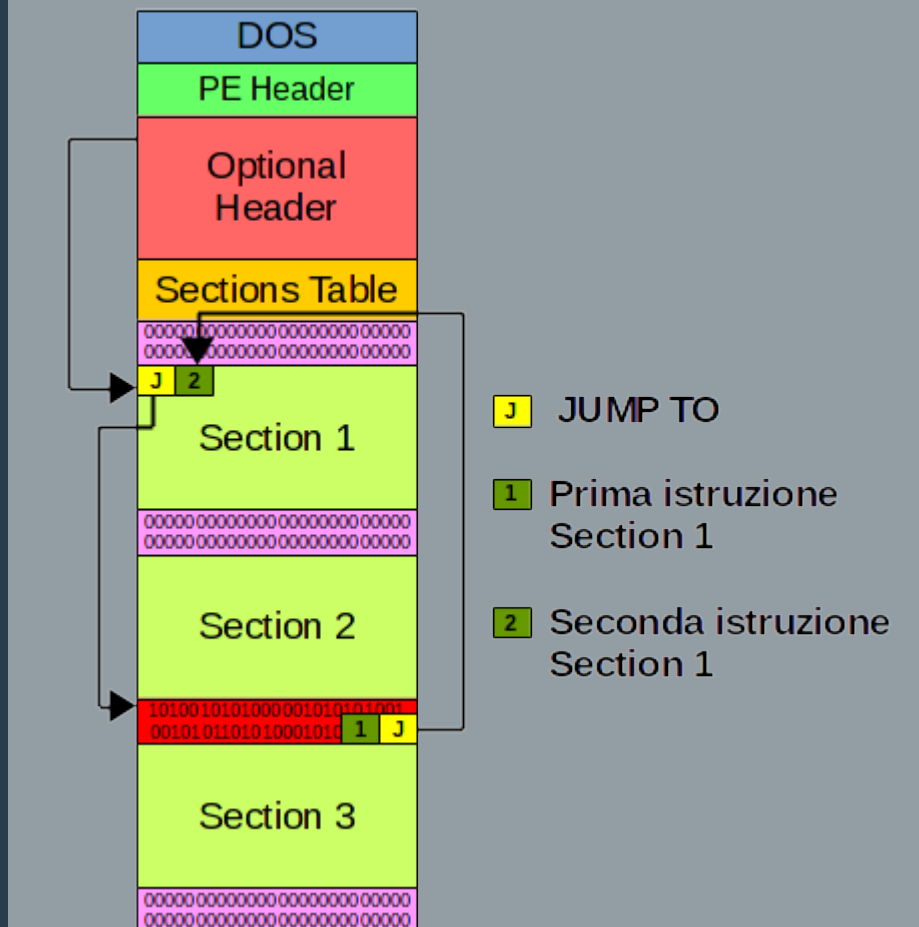 DOS
PE Header
Optional
Header
Sections Table
J 2
Section 1
Section 2
1 J
Section 3
J JUMP TO
1 Prima istruzione
Section 1
2 Seconda istruzione
Section 1